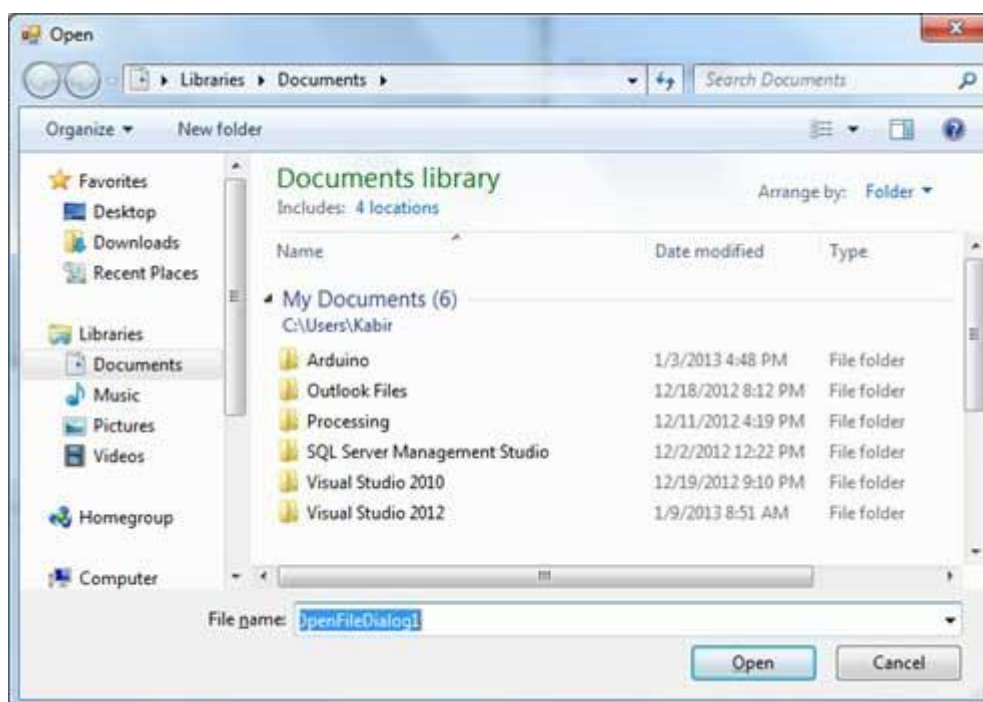 Open
Libraries Documents
Search Documents
Organize New folder
Favorites
Desktop
Downloads
Recent Places
Libraries
Documents
Music
Pictures
Videos
Homegroup
Computer
Documents library
Includes: 4 locations
Arrange by: Folder
Name Date modified Type
My Documents (6)
C:\Users\Kabir
Arduino 1/3/2013 4:48 PM File folder
Outlook Files 12/18/2012 8:12 PM File folder
Processing 12/11/2012 4:19 PM File folder
SQL Server Management Studio 12/2/2012 12:22 PM File folder
Visual Studio 2010 12/19/2012 9:10 PM File folder
Visual Studio 2012 1/9/2013 8:51 AM File folder
File name: OpenFileDialog1
Open Cancel